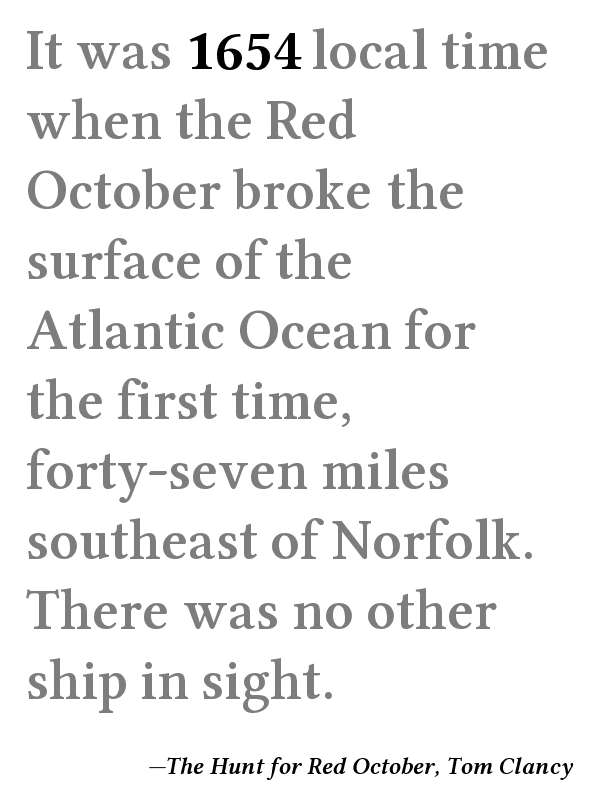 It was 1654 local time
when the Red
October broke the
surface of the
Atlantic Ocean for
the first time,
forty-seven miles
southeast of Norfolk.
There was no other
ship in sight.
—The Hunt for Red October, Tom Clancy